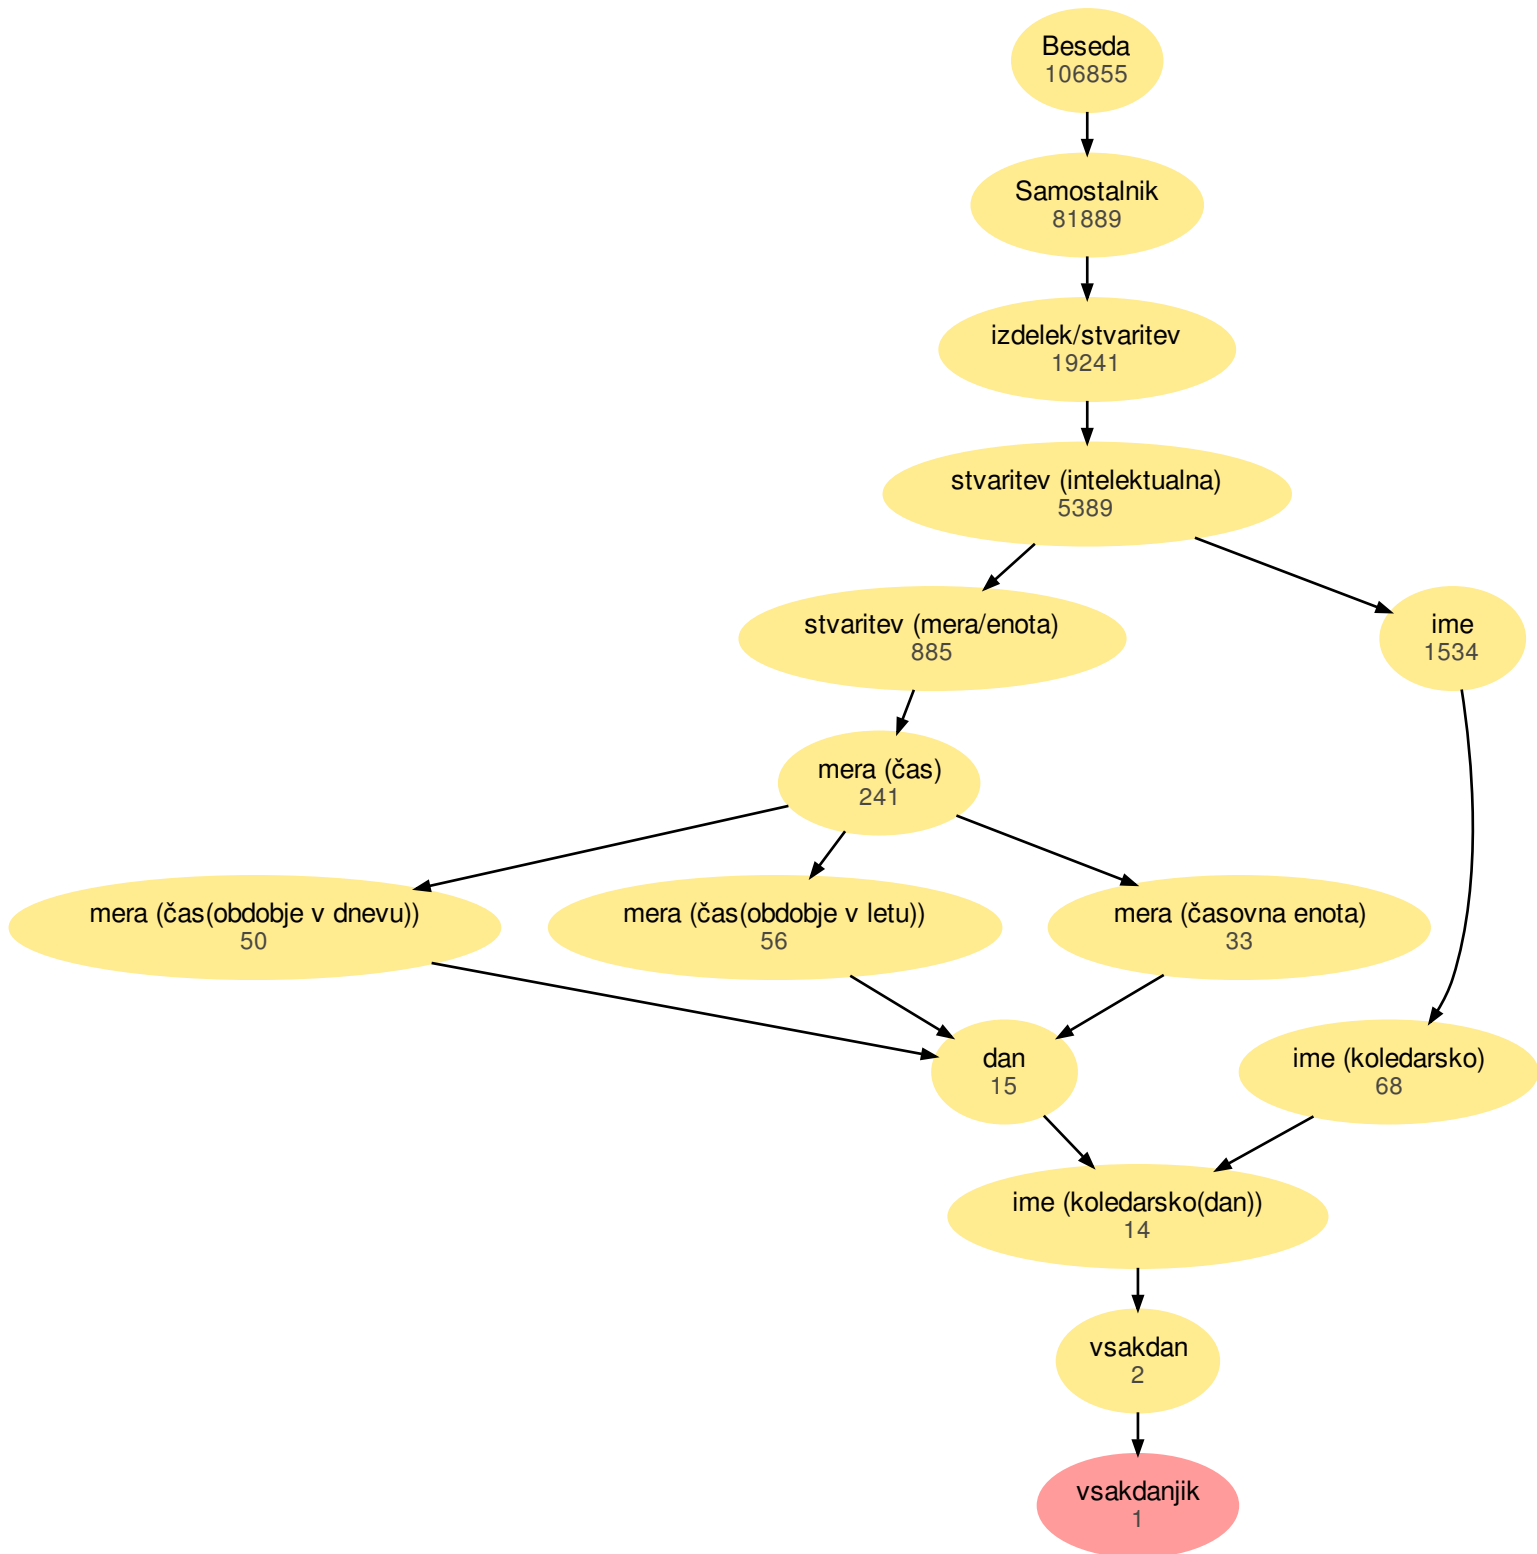 Beseda
106855
Samostalnik
81889
izdelek/stvaritev
19241
stvaritev (intelektualna)
5389
stvaritev (mera/enota)
885
ime
1534
mera (čas)
241
mera (čas(obdobje v dnevu))
50
mera (čas(obdobje v letu))
56
mera (časovna enota)
33
dan
15
ime (koledarsko)
68
ime (koledarsko(dan))
14
vsakdan
2
vsakdanjik
1